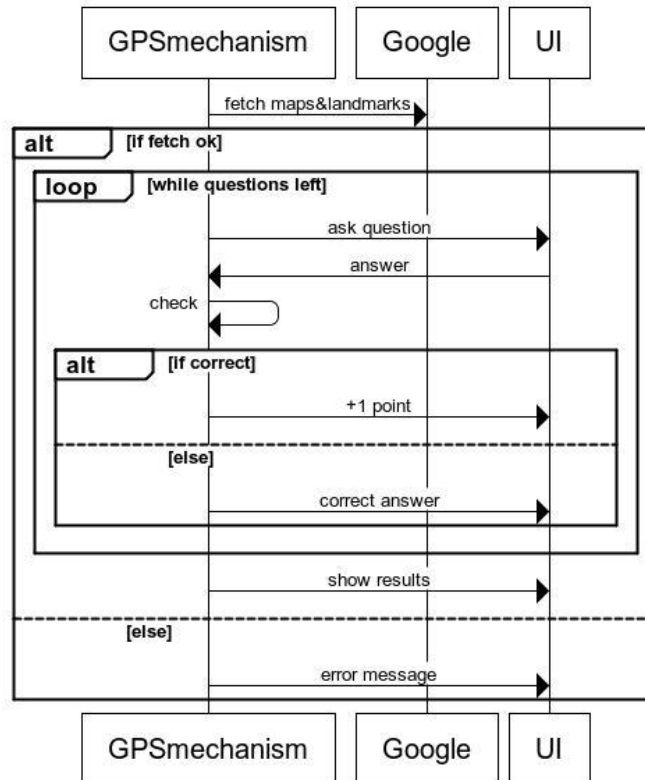 GPSmechanism Google UI
fetch maps&landmarks
alt [if fetch ok]
loop [while questions left]
ask question
answer
check
alt [if correct]
+1 point
[else]
correct answer
show results
[else]
error message
GPSmechanism Google UI